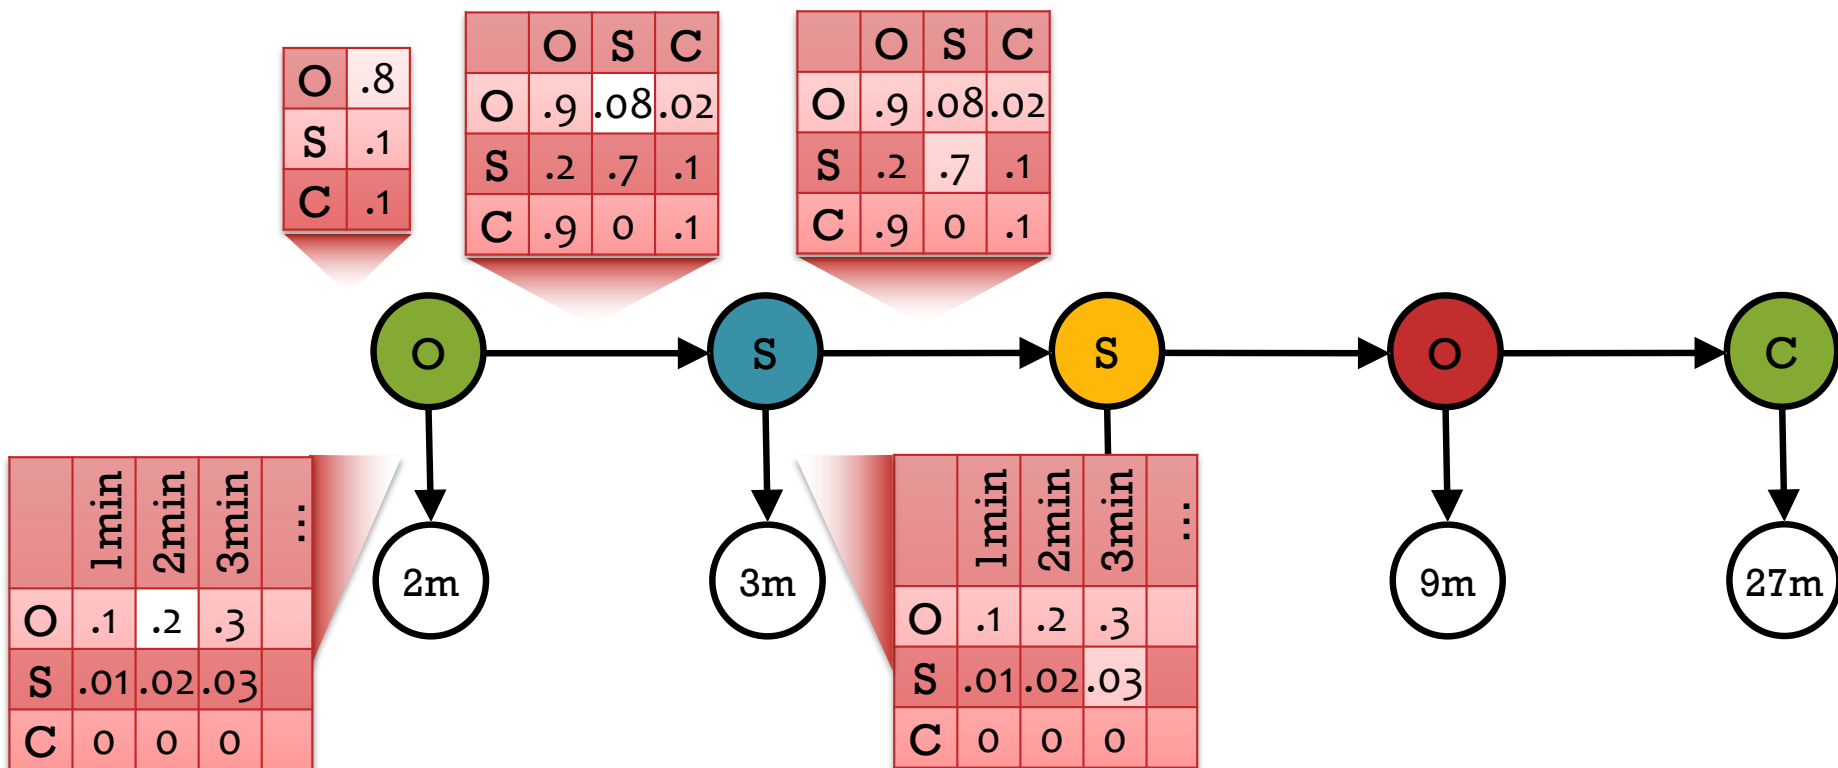 O .8
S .1
C .1
O S C
O .9 .08 .02
S .2 .7 .1
C .9 0 .1
O S C
O .9 .08 .02
S .2 .7 .1
C .9 0 .1
O S S O C
1min 2min 3min ...
O .1 .2 .3
S .01 .02 .03
C 0 0 0
2m 3m
1min 2min 3min ...
O .1 .2 .3
S .01 .02 .03
C 0 0 0
9m 27m